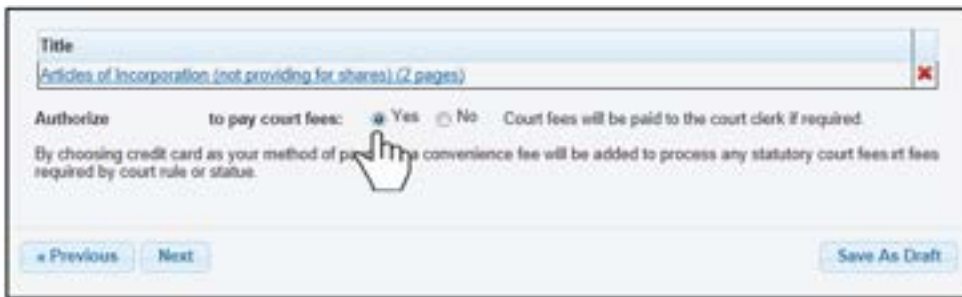 Title
Articles of Incorporation (not providing for shares) (2 pages)
Authorize to pay court fees: Yes No Court fees will be paid to the court clerk if required.
By choosing credit card as your method of a convenience fee will be added to process any statutory court fees fees
required by court rule or statue.
« Previous Next Save As Draft